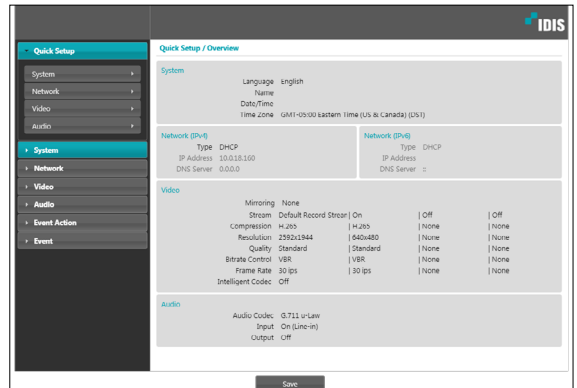 IDIS
Quick Setup
System
Network
Video
Audio
System
Network
Video
Audio
Event Action
Event
Quick Setup / Overview
System
Language English
Name
Date/Time
Time Zone GMT-05:00 Eastern Time (US & Canada) (DST)
Network (IPv4)
Type DHCP
IP Address 10.0.18.160
DNS Server 0.0.0.0
Network (IPv6)
Type DHCP
IP Address
DNS Server ::
Video
Mirroring None
Stream Default Record Stream | On | Off | Off
Compression H.265 | H.265 | None | None
Resolution 2592x1944 | 640x480 | None | None
Quality Standard | Standard | None | None
Bitrate Control VBR | VBR | None | None
Frame Rate 30 ips | 30 ips | None | None
Intelligent Codec Off
Audio
Audio Codec G.711 u-Law
Input On (Line-in)
Output Off
Save